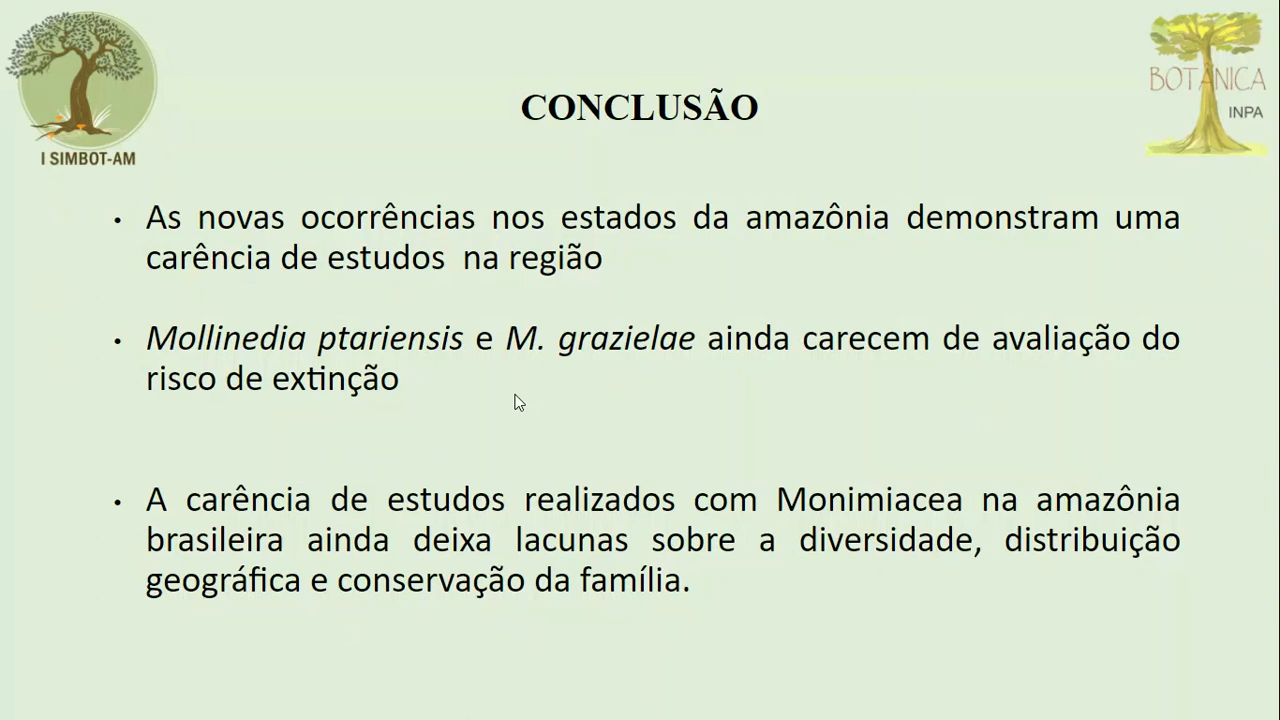 I SIMBOT-AM
BOTÂNICA
INPA
CONCLUSÃO
• As novas ocorrências nos estados da amazônia demonstram uma
carência de estudos na região
• Mollinedia ptariensis e M. grazielae ainda carecem de avaliação do
risco de extinção
• A carência de estudos realizados com Monimiacea na amazônia
brasileira ainda deixa lacunas sobre a diversidade, distribuição
geográfica e conservação da família.